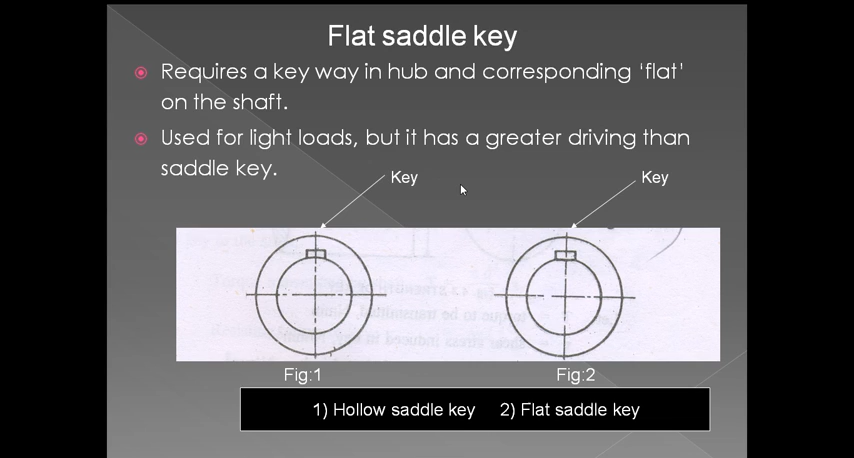 Flat saddle key
Requires a key way in hub and corresponding ‘flat’
on the shaft.
Used for light loads, but it has a greater driving than
saddle key.
Key
Key
Fig:1
Fig:2
1) Hollow saddle key 2) Flat saddle key